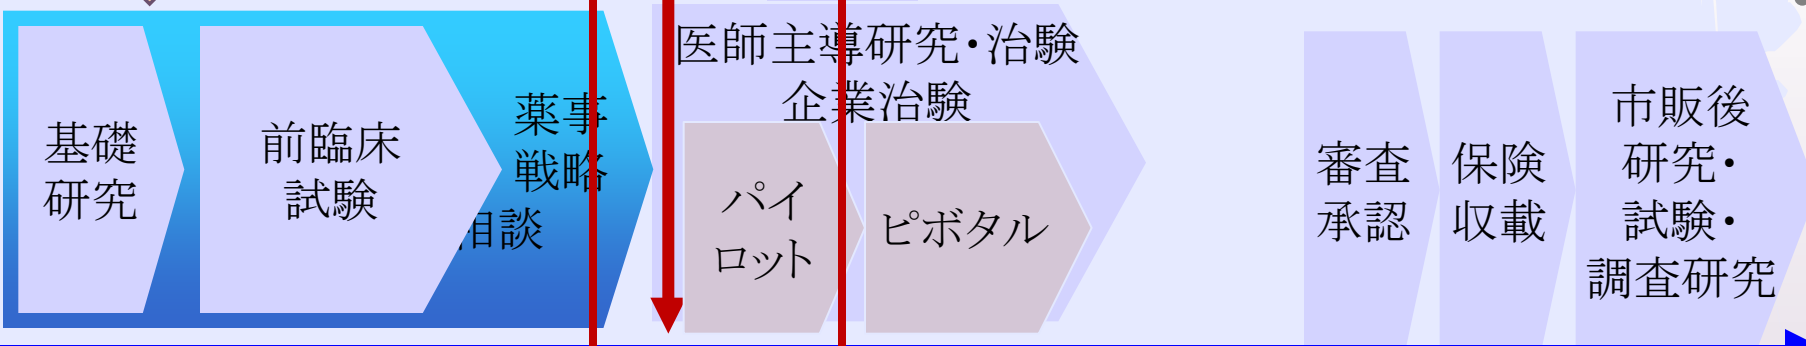 基礎
研究
前臨床
試験
薬事
戦略
相談
医師主導研究・治験
企業治験
パイ
ロット
ピボタル
審査
承認
保険
収載
市販後
研究・
試験・
調査研究